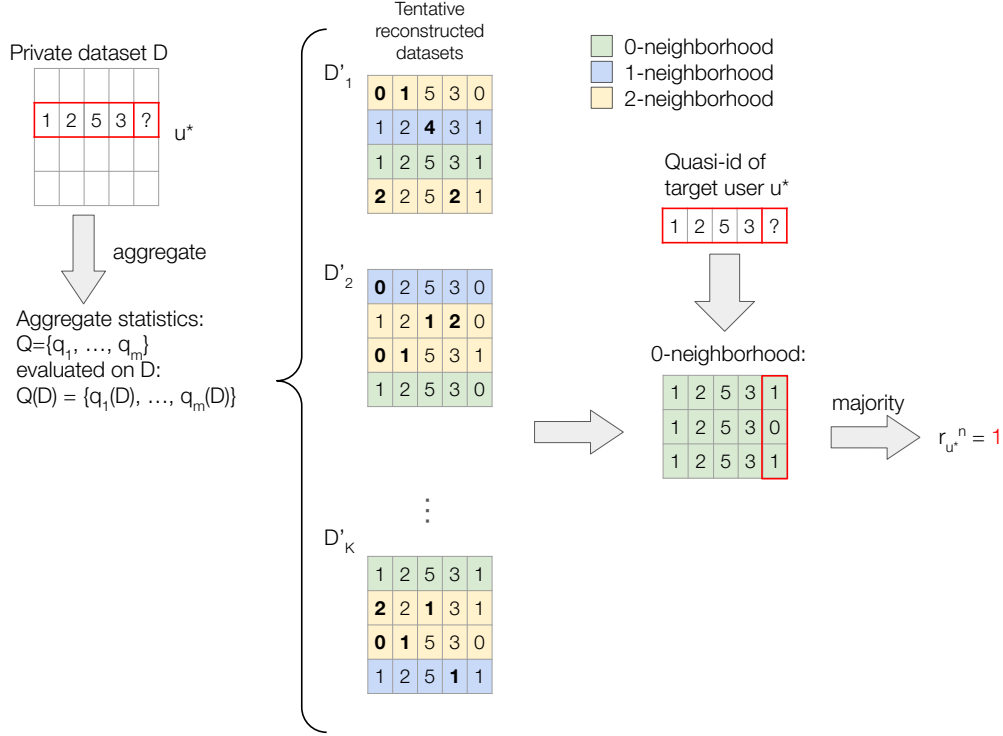 Private dataset D
1 2 5 3 ?
u*
aggregate
Aggregate statistics:
Q={q1, …, qm}
evaluated on D:
Q(D) = {q1(D), …, qm(D)}
Tentative
reconstructed
datasets
D'1
0 1 5 3 0
1 2 4 3 1
1 2 5 3 1
2 2 5 2 1
D'2
0 2 5 3 0
1 2 1 2 0
0 1 5 3 1
1 2 5 3 0
⋮
D'K
1 2 5 3 1
2 2 1 3 1
0 1 5 3 0
1 2 5 1 1
0-neighborhood
1-neighborhood
2-neighborhood
Quasi-id of
target user u*
1 2 5 3 ?
0-neighborhood:
1 2 5 3 1
1 2 5 3 0
1 2 5 3 1
majority
ru*n = 1